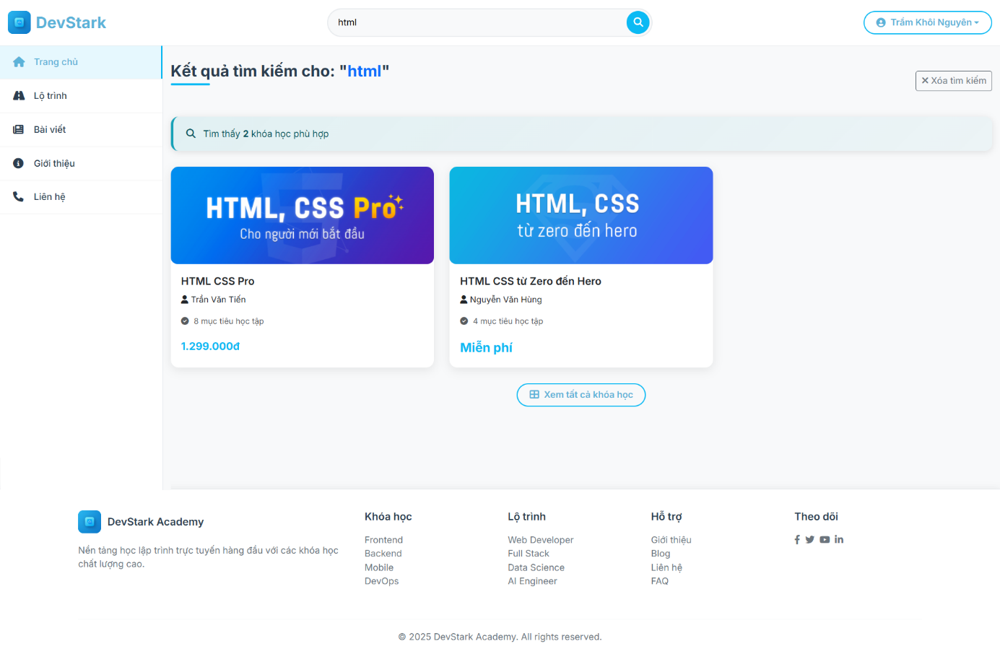 DevStark
html
Trầm Khôi Nguyên
Trang chủ
Lộ trình
Bài viết
Giới thiệu
Liên hệ
Kết quả tìm kiếm cho: "html"
Xóa tìm kiếm
Tìm thấy 2 khóa học phù hợp
HTML, CSS Pro
Cho người mới bắt đầu
HTML CSS Pro
Trần Văn Tiến
8 mục tiêu học tập
1.299.000đ
HTML, CSS
từ zero đến hero
HTML CSS từ Zero đến Hero
Nguyễn Văn Hùng
4 mục tiêu học tập
Miễn phí
Xem tất cả khóa học
DevStark Academy
Nền tảng học lập trình trực tuyến hàng đầu với các khóa học
chất lượng cao.
Khóa học
Frontend
Backend
Mobile
DevOps
Lộ trình
Web Developer
Full Stack
Data Science
AI Engineer
Hỗ trợ
Giới thiệu
Blog
Liên hệ
FAQ
Theo dõi
© 2025 DevStark Academy. All rights reserved.